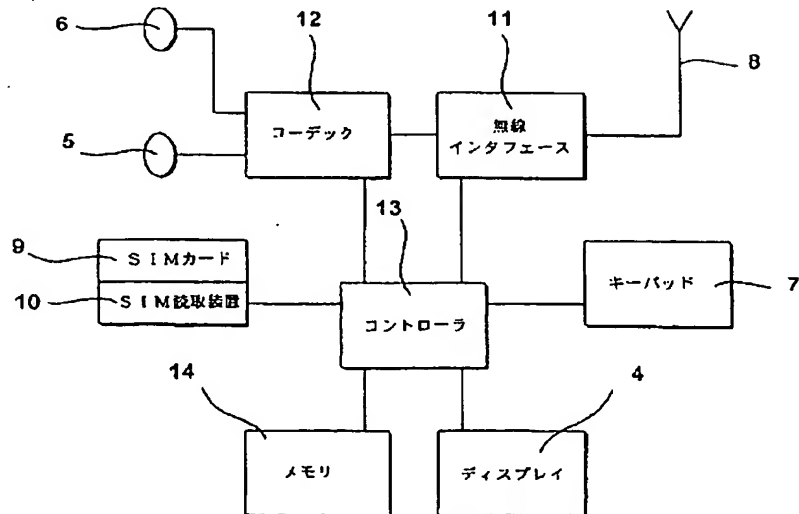 6
12
11
8
コーデック
無線
インタフェース
5
13
9
SIMカード
10
SIM読取装置
コントローラ
キーパッド
7
14
4
メモリ
ディスプレイ